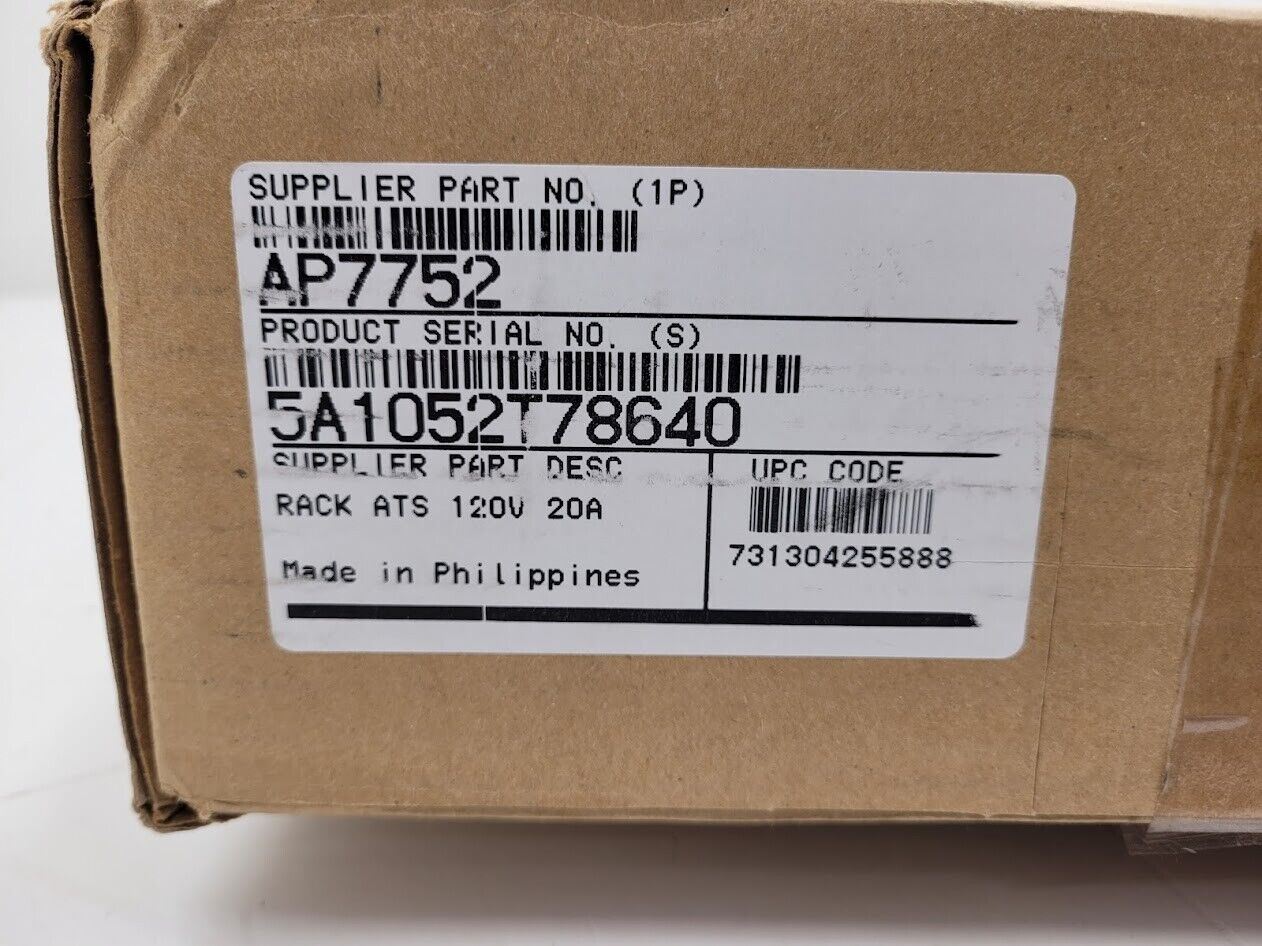 SUPPLIER PART NO. (1P)
AP7752
PRODUCT SERIAL NO. (S)
5A1052T78640
SUPPLIER PART DESC
UPC CODE
RACK ATS 120V 20A
731304255888
Made in Philippines